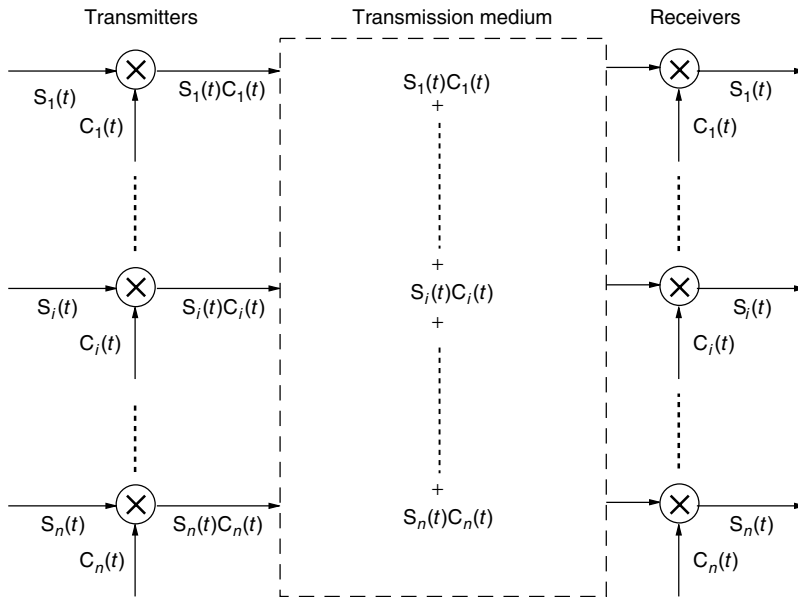 Transmitters Transmission medium Receivers
S₁(t) S₁(t)C₁(t) S₁(t)C₁(t) S₁(t)
+
C₁(t) C₁(t)
+
Sᵢ(t) Sᵢ(t)Cᵢ(t) Sᵢ(t)Cᵢ(t) Sᵢ(t)
+
Cᵢ(t) Cᵢ(t)
+
Sₙ(t) Sₙ(t)Cₙ(t) Sₙ(t)Cₙ(t) Sₙ(t)
Cₙ(t) Cₙ(t)